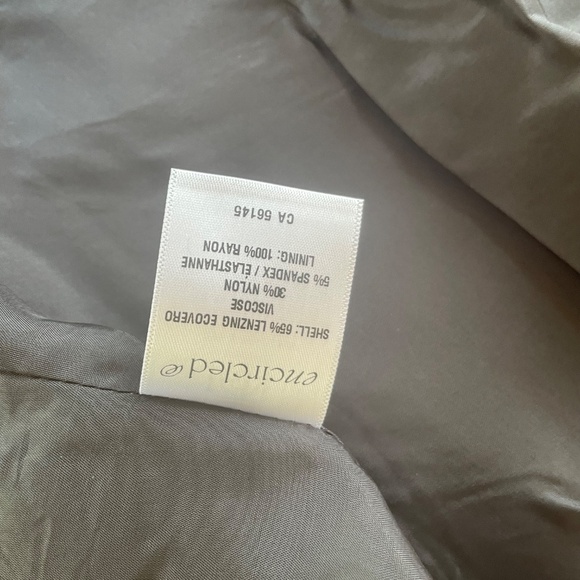 encircled e
SHELL: 65% LENZING ECOVERO
VISCOSE
30% NYLON
5% SPANDEX / ÉLASTHANNE
LINING: 100% RAYON
CA 56145